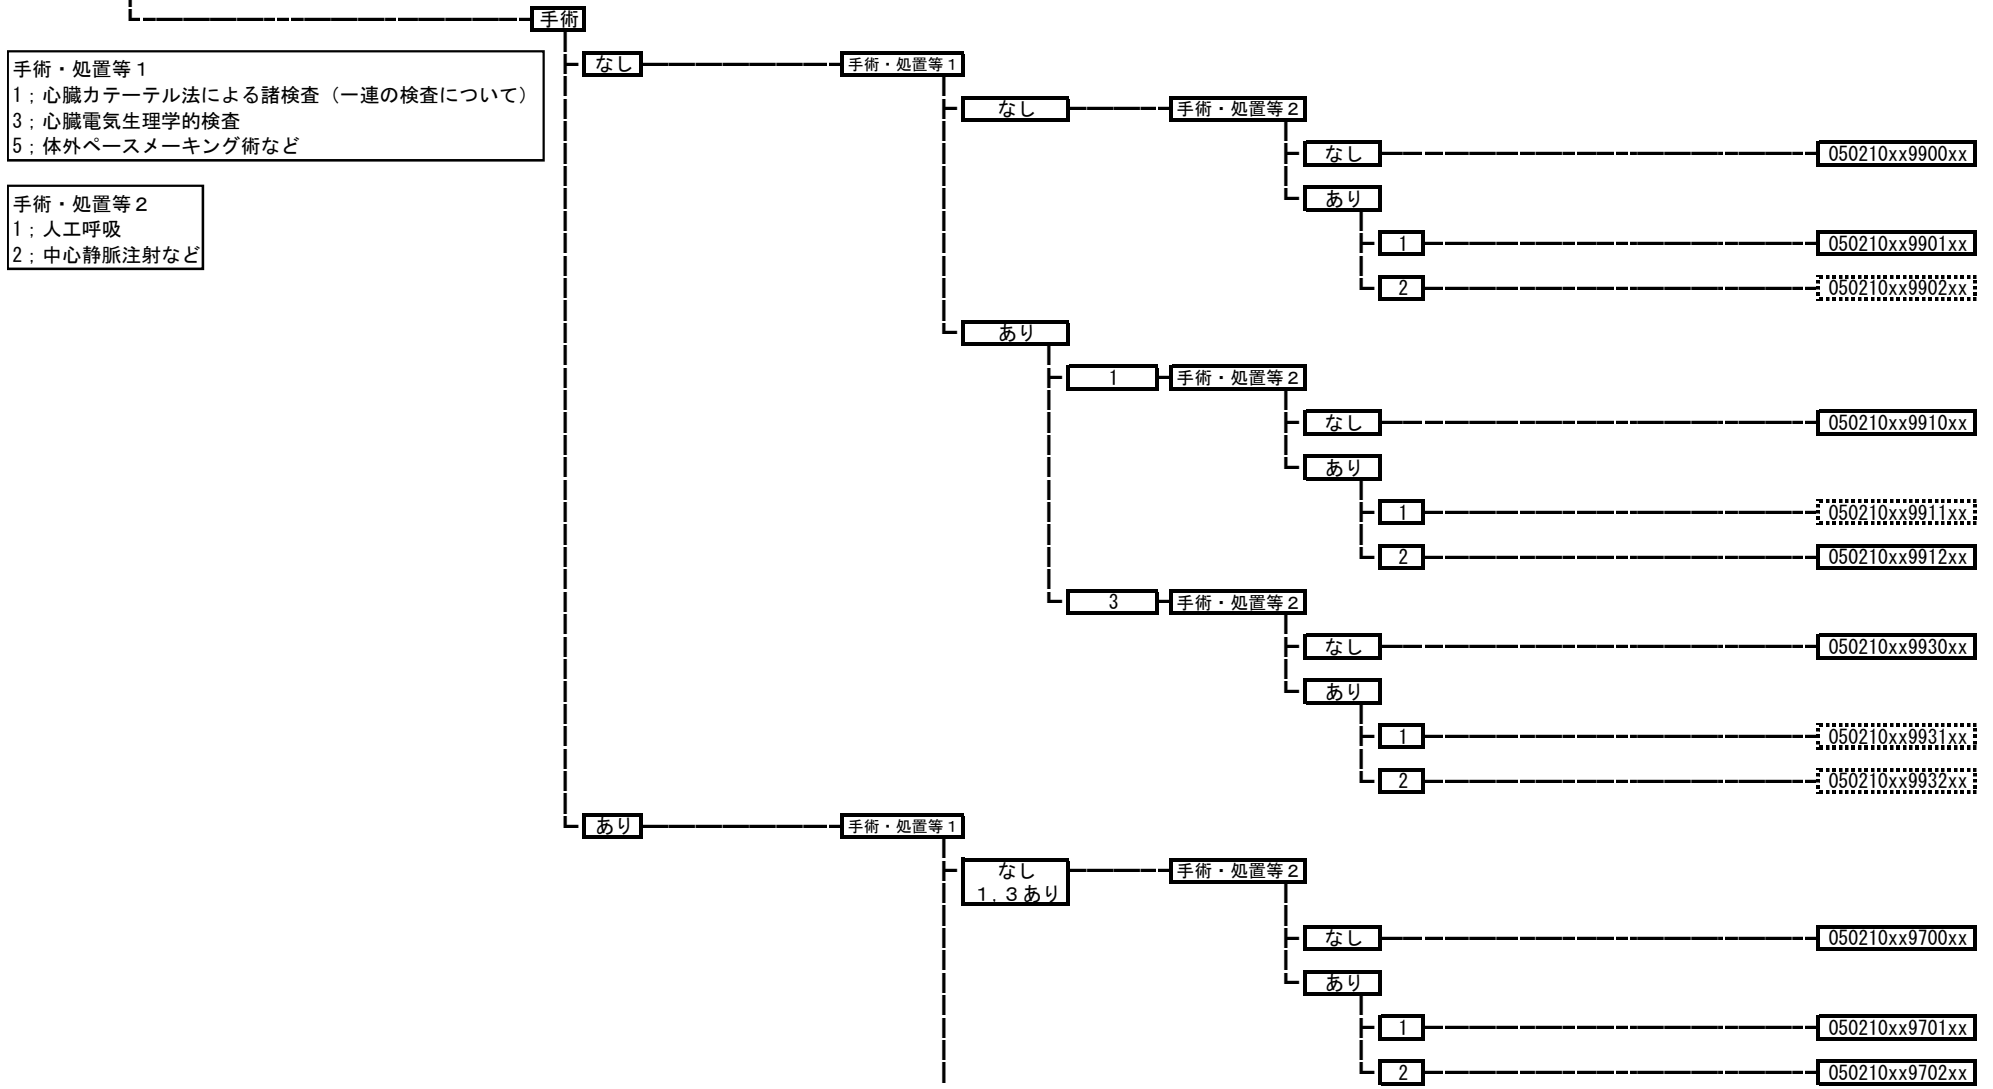 手術
手術・処置等1
1；心臓カテーテル法による諸検査（一連の検査について）
3；心臓電気生理学的検査
5；体外ペースメーキング術など
手術・処置等2
1；人工呼吸
2；中心静脈注射など
なし
手術・処置等1
なし
手術・処置等2
なし
050210xx9900xx
あり
1
050210xx9901xx
2
050210xx9902xx
あり
1
手術・処置等2
なし
050210xx9910xx
あり
1
050210xx9911xx
2
050210xx9912xx
3
手術・処置等2
なし
050210xx9930xx
あり
1
050210xx9931xx
2
050210xx9932xx
あり
手術・処置等1
なし
1,3あり
手術・処置等2
なし
050210xx9700xx
あり
1
050210xx9701xx
2
050210xx9702xx